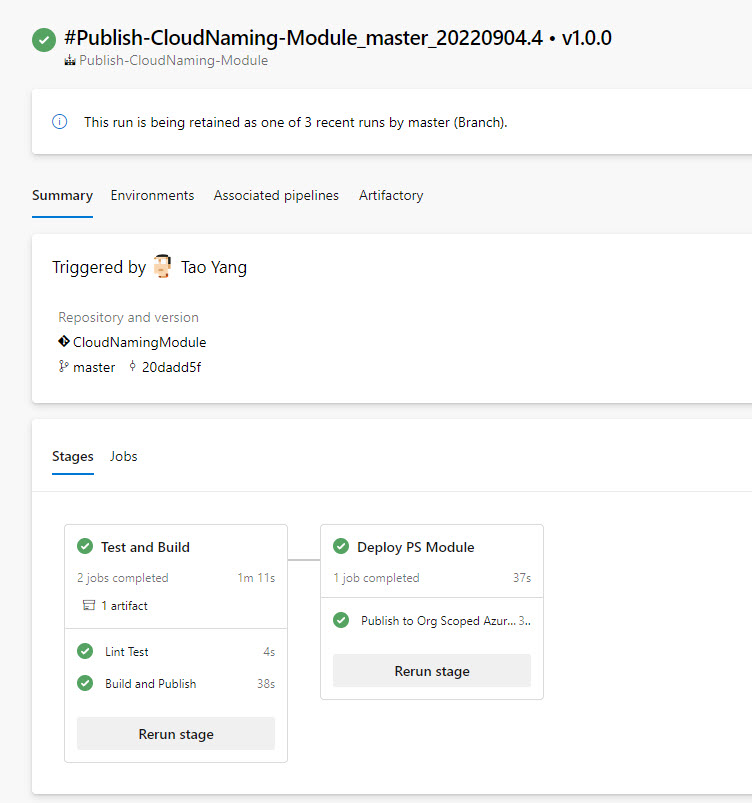 #Publish-CloudNaming-Module_master_20220904.4 • v1.0.0
Publish-CloudNaming-Module
This run is being retained as one of 3 recent runs by master (Branch).
Summary Environments Associated pipelines Artifactory
Triggered by Tao Yang
Repository and version
CloudNamingModule
master 20dadd5f
Stages Jobs
Test and Build
2 jobs completed 1m 11s
1 artifact
Lint Test 4s
Build and Publish 38s
Rerun stage
Deploy PS Module
1 job completed 37s
Publish to Org Scoped Azur... 3..
Rerun stage